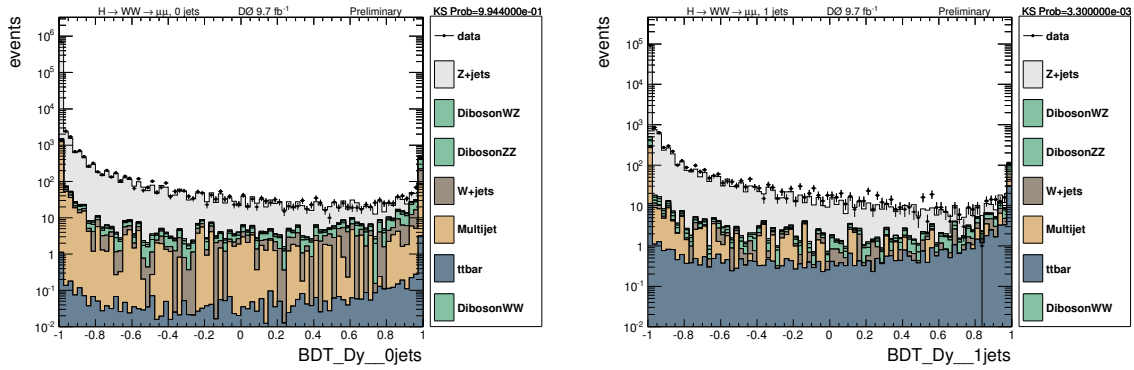 H → WW → μμ, 0 jets DØ 9.7 fb⁻¹ Preliminary
KS Prob=9.944000e-01
events
10⁶
10⁵
10⁴
10³
10²
10
1
10⁻¹
10⁻²
-1 -0.8 -0.6 -0.4 -0.2 0 0.2 0.4 0.6 0.8 1
BDT_Dy__0jets
data
Z+jets
DibosonWZ
DibosonZZ
W+jets
Multijet
ttbar
DibosonWW
H → WW → μμ, 1 jets DØ 9.7 fb⁻¹ Preliminary
KS Prob=3.300000e-03
events
10⁵
10⁴
10³
10²
10
1
10⁻¹
10⁻²
-1 -0.8 -0.6 -0.4 -0.2 0 0.2 0.4 0.6 0.8 1
BDT_Dy__1jets
data
Z+jets
DibosonWZ
DibosonZZ
W+jets
Multijet
ttbar
DibosonWW